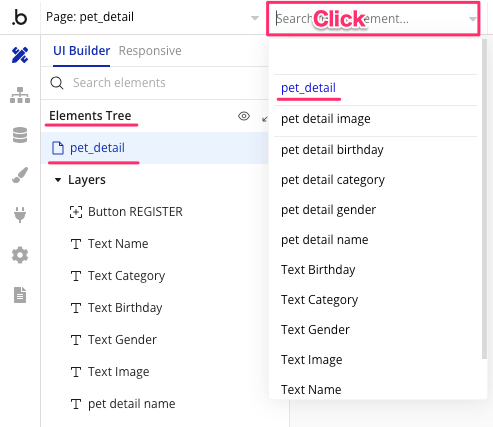 .b
Page: pet_detail
Click
UI Builder
Responsive
Search elements
Elements Tree
pet_detail
Layers
Button REGISTER
Text Name
Text Category
Text Birthday
Text Gender
Text Image
pet detail name
pet_detail
pet detail image
pet detail birthday
pet detail category
pet detail gender
pet detail name
Text Birthday
Text Category
Text Gender
Text Image
Text Name